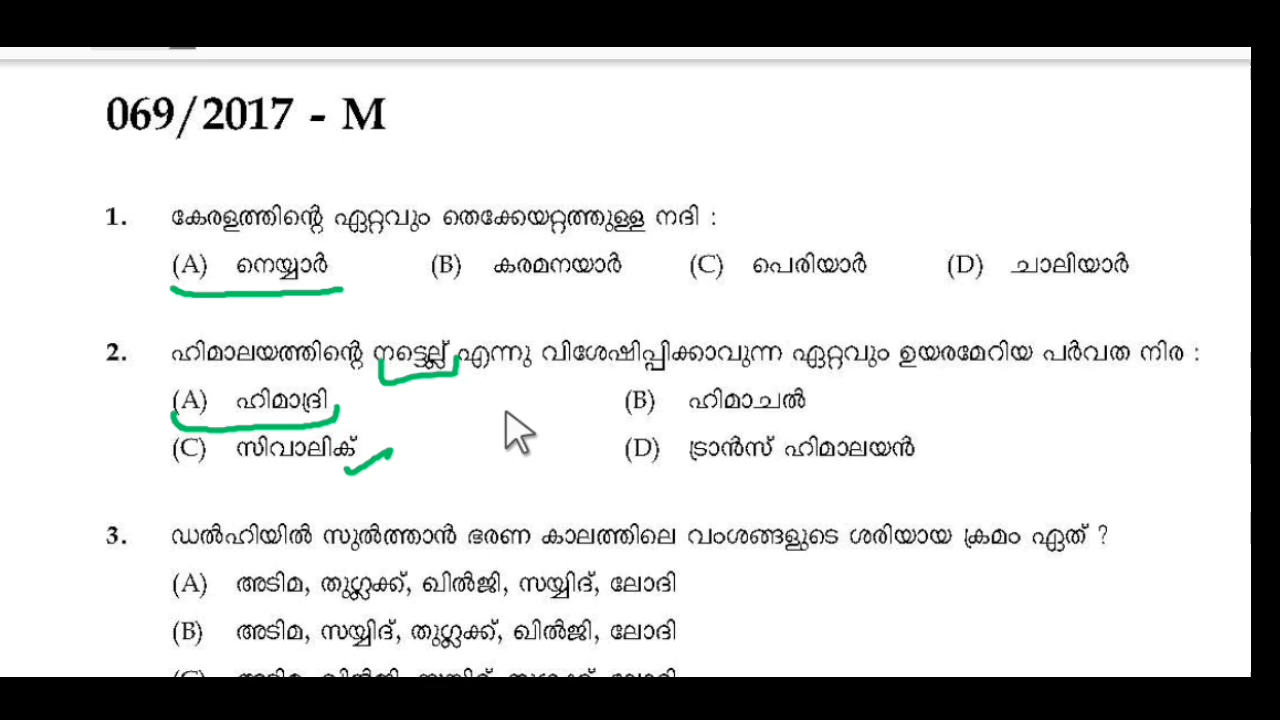 069/2017 - M
1. കേരളത്തിന്റെ ഏറ്റവും തെക്കേയറ്റത്തുള്ള നദി :
(A) നെയ്യാർ (B) കരമനയാർ (C) പെരിയാർ (D) ചാലിയാർ
2. ഹിമാലയത്തിന്റെ നട്ടെല്ല് എന്നു വിശേഷിപ്പിക്കാവുന്ന ഏറ്റവും ഉയരമേറിയ പർവത നിര :
(A) ഹിമാദ്രി (B) ഹിമാചൽ
(C) സിവാലിക് (D) ട്രാൻസ് ഹിമാലയൻ
3. ഡൽഹിയിൽ സുൽത്താൻ ഭരണ കാലത്തിലെ വംശങ്ങളുടെ ശരിയായ ക്രമം ഏത് ?
(A) അടിമ, തുഗ്ലക്ക്, ഖിൽജി, സയ്യിദ്, ലോദി
(B) അടിമ, സയ്യിദ്, തുഗ്ലക്ക്, ഖിൽജി, ലോദി